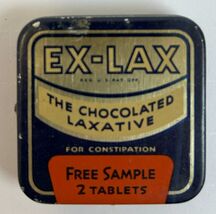 EX-LAX
REG. U.S. PAT. OFF.
THE CHOCOLATED
LAXATIVE
FOR CONSTIPATION
FREE SAMPLE
2 TABLETS